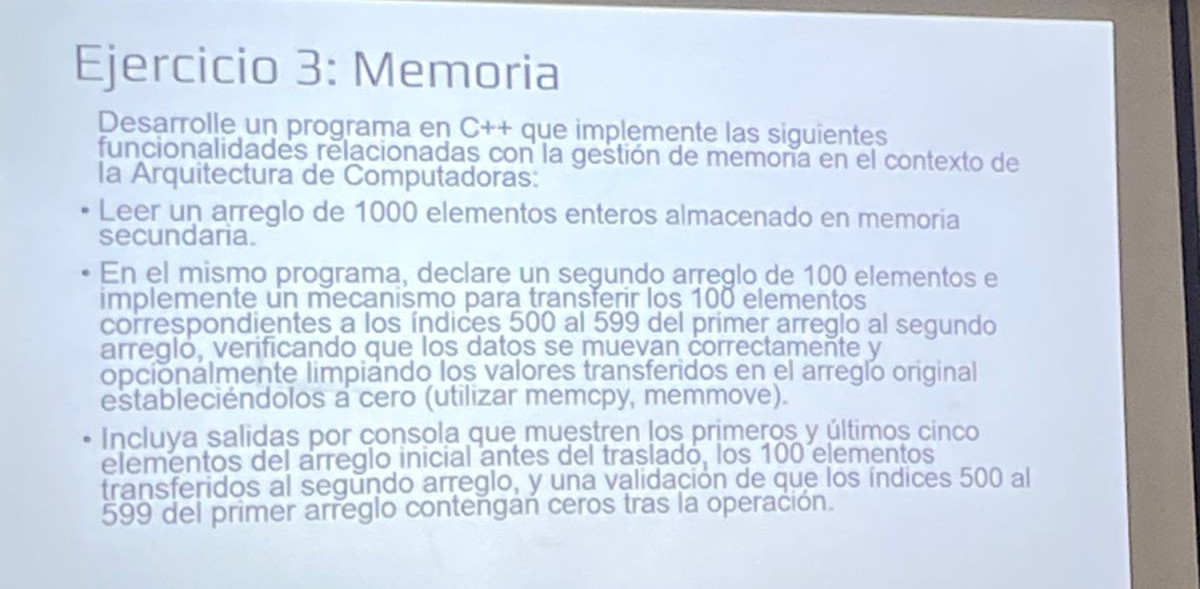 Ejercicio 3: Memoria
Desarrolle un programa en C++ que implemente las siguientes
funcionalidades relacionadas con la gestión de memoria en el contexto de
la Arquitectura de Computadoras:
• Leer un arreglo de 1000 elementos enteros almacenado en memoria
secundaria.
• En el mismo programa, declare un segundo arreglo de 100 elementos e
implemente un mecanismo para transferir los 100 elementos
correspondientes a los índices 500 al 599 del primer arreglo al segundo
arreglo, verificando que los datos se muevan correctamente y
opcionalmente limpiando los valores transferidos en el arreglo original
estableciéndolos a cero (utilizar memcpy, memmove).
• Incluya salidas por consola que muestren los primeros y últimos cinco
elementos del arreglo inicial antes del traslado, los 100 elementos
transferidos al segundo arreglo, y una validación de que los índices 500 al
599 del primer arreglo contengan ceros tras la operación.